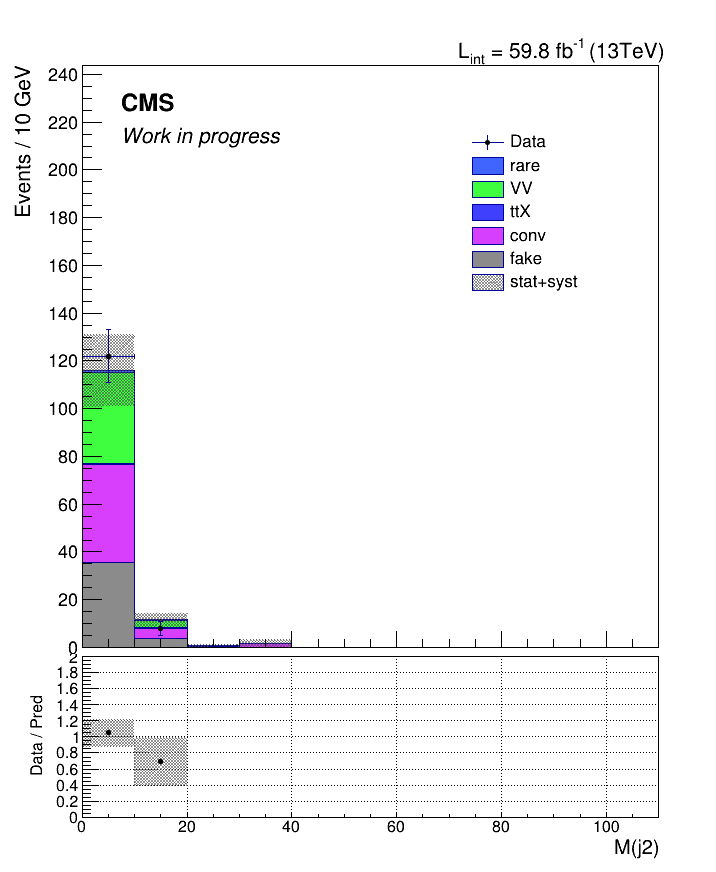 L_int = 59.8 fb^-1 (13TeV)
Events / 10 GeV
240
220
200
180
160
140
120
100
80
60
40
20
0
CMS
Work in progress
Data
rare
VV
ttX
conv
fake
stat+syst
Data / Pred
2
1.8
1.6
1.4
1.2
1
0.8
0.6
0.4
0.2
0
0 20 40 60 80 100
M(j2)